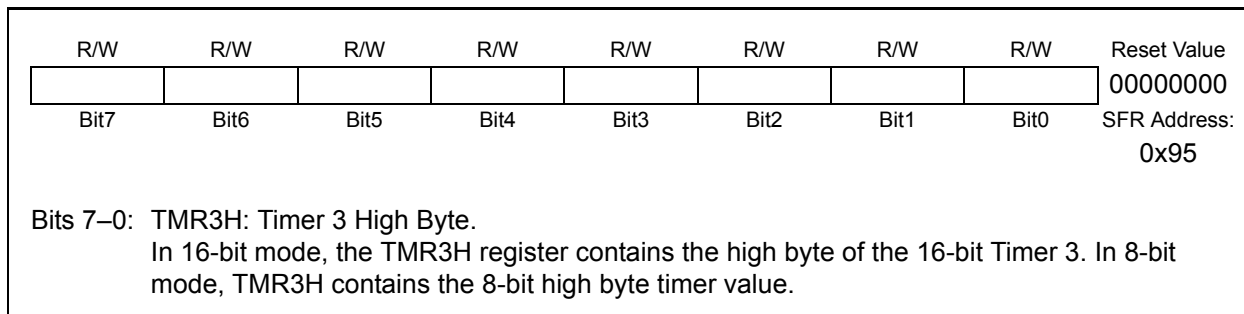 R/W R/W R/W R/W R/W R/W R/W R/W Reset Value
00000000
Bit7 Bit6 Bit5 Bit4 Bit3 Bit2 Bit1 Bit0 SFR Address:
0x95
Bits 7–0: TMR3H: Timer 3 High Byte.
In 16-bit mode, the TMR3H register contains the high byte of the 16-bit Timer 3. In 8-bit
mode, TMR3H contains the 8-bit high byte timer value.